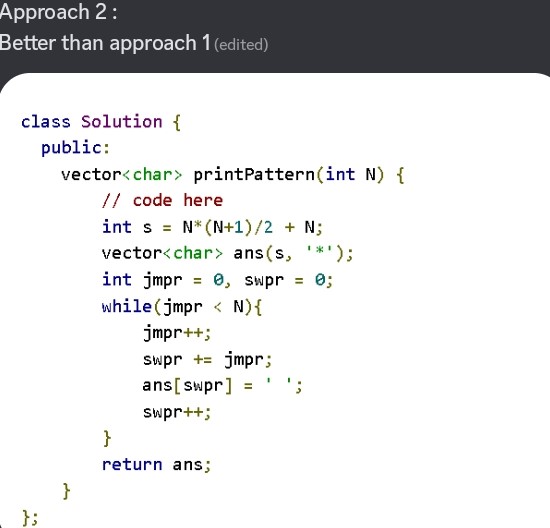 Approach 2 :
Better than approach 1 (edited)
class Solution {
  public:
    vector<char> printPattern(int N) {
        // code here
        int s = N*(N+1)/2 + N;
        vector<char> ans(s, '*');
        int jmpr = 0, swpr = 0;
        while(jmpr < N){
            jmpr++;
            swpr += jmpr;
            ans[swpr] = ' ';
            swpr++;
        }
        return ans;
    }
};